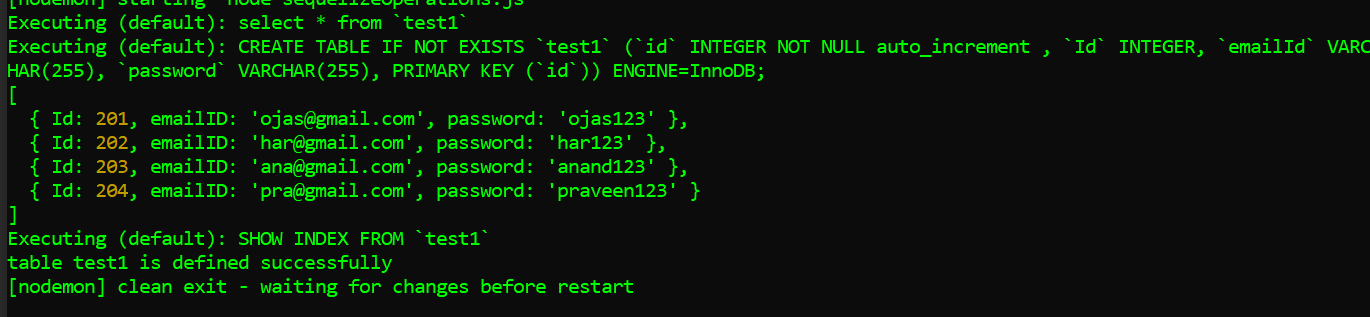 [nodemon] starting `node sequelizeoperations.js`
Executing (default): select * from `test1`
Executing (default): CREATE TABLE IF NOT EXISTS `test1` (`id` INTEGER NOT NULL auto_increment , `Id` INTEGER, `emailId` VARC
HAR(255), `password` VARCHAR(255), PRIMARY KEY (`id`)) ENGINE=InnoDB;
[
  { Id: 201, emailID: 'ojas@gmail.com', password: 'ojas123' },
  { Id: 202, emailID: 'har@gmail.com', password: 'har123' },
  { Id: 203, emailID: 'ana@gmail.com', password: 'anand123' },
  { Id: 204, emailID: 'pra@gmail.com', password: 'praveen123' }
]
Executing (default): SHOW INDEX FROM `test1`
table test1 is defined successfully
[nodemon] clean exit - waiting for changes before restart